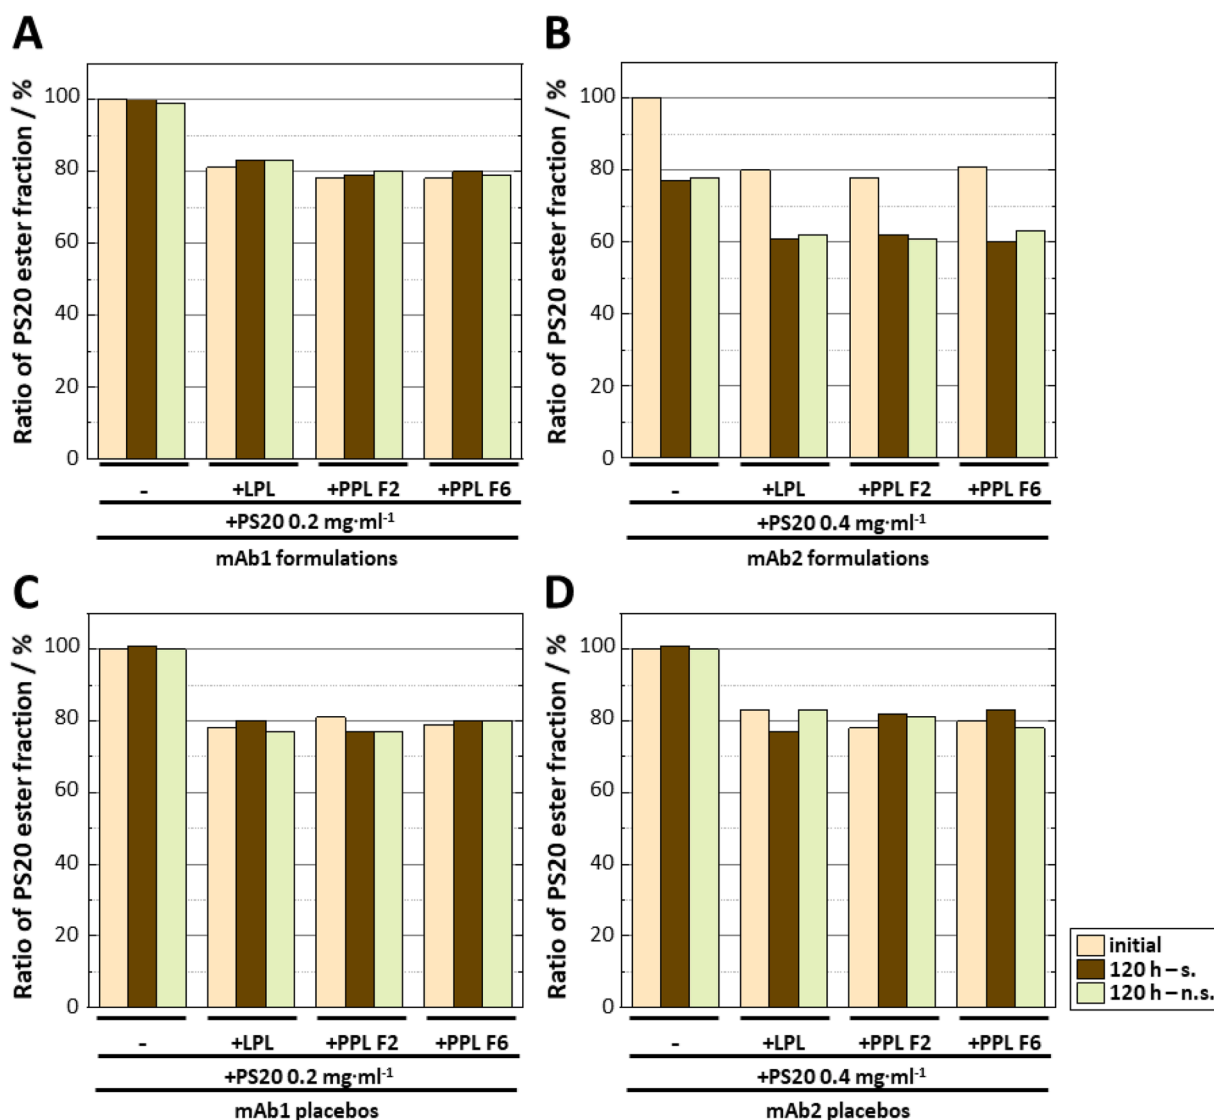 A
Ratio of PS20 ester fraction / %
100
80
60
40
20
0
- +LPL +PPL F2 +PPL F6
+PS20 0.2 mg·ml⁻¹
mAb1 formulations
B
Ratio of PS20 ester fraction / %
100
80
60
40
20
0
- +LPL +PPL F2 +PPL F6
+PS20 0.4 mg·ml⁻¹
mAb2 formulations
C
Ratio of PS20 ester fraction / %
100
80
60
40
20
0
- +LPL +PPL F2 +PPL F6
+PS20 0.2 mg·ml⁻¹
mAb1 placebos
D
Ratio of PS20 ester fraction / %
100
80
60
40
20
0
- +LPL +PPL F2 +PPL F6
+PS20 0.4 mg·ml⁻¹
mAb2 placebos
initial
120 h – s.
120 h – n.s.